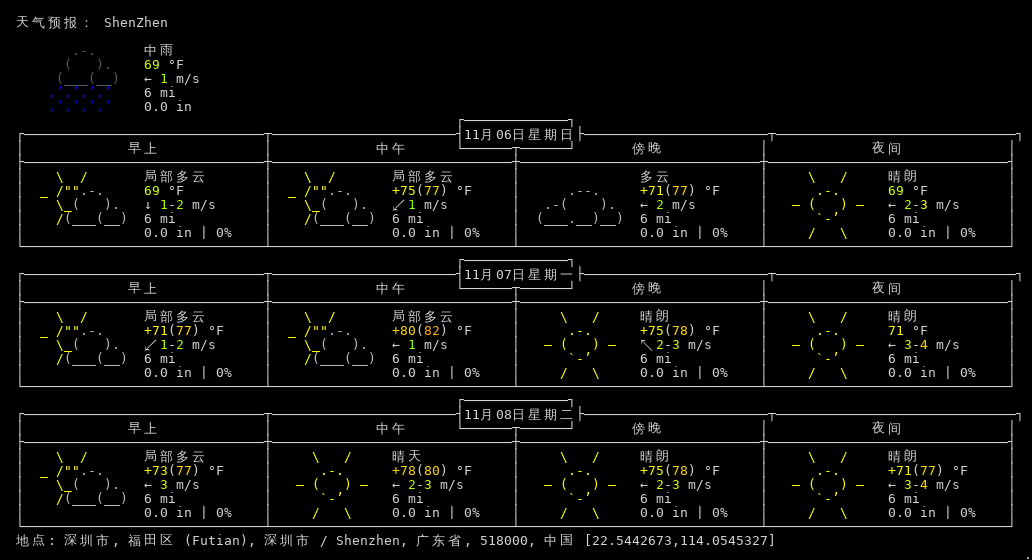 天气预报： ShenZhen
中雨
69 °F
← 1 m/s
6 mi
0.0 in
11月06日星期日
早上 中午 傍晚 夜间
局部多云 局部多云 多云 晴朗
69 °F +75(77) °F +71(77) °F 69 °F
↓ 1-2 m/s ↙ 1 m/s ← 2 m/s ← 2-3 m/s
6 mi 6 mi 6 mi 6 mi
0.0 in | 0% 0.0 in | 0% 0.0 in | 0% 0.0 in | 0%
11月07日星期一
早上 中午 傍晚 夜间
局部多云 局部多云 晴朗 晴朗
+71(77) °F +80(82) °F +75(78) °F 71 °F
↙ 1-2 m/s ← 1 m/s ↖ 2-3 m/s ← 3-4 m/s
6 mi 6 mi 6 mi 6 mi
0.0 in | 0% 0.0 in | 0% 0.0 in | 0% 0.0 in | 0%
11月08日星期二
早上 中午 傍晚 夜间
局部多云 晴天 晴朗 晴朗
+73(77) °F +78(80) °F +75(78) °F +71(77) °F
← 3 m/s ← 2-3 m/s ← 2-3 m/s ← 3-4 m/s
6 mi 6 mi 6 mi 6 mi
0.0 in | 0% 0.0 in | 0% 0.0 in | 0% 0.0 in | 0%
地点: 深圳市, 福田区 (Futian), 深圳市 / Shenzhen, 广东省, 518000, 中国 [22.5442673,114.0545327]